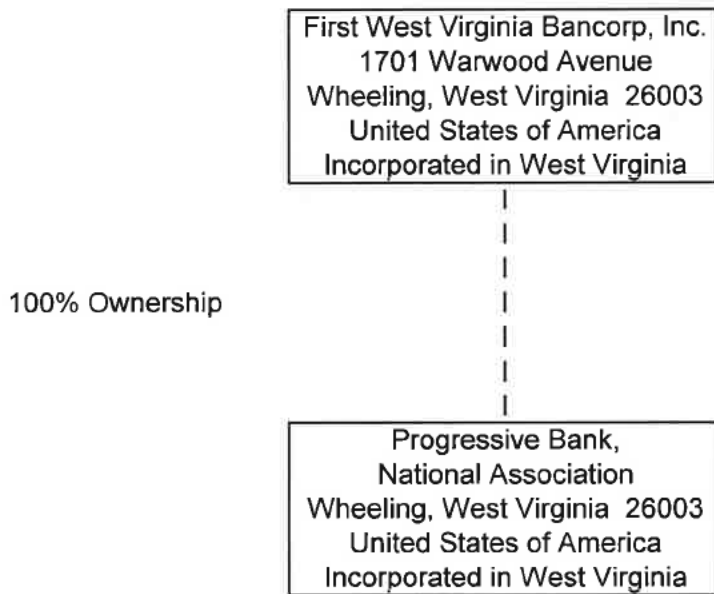 First West Virginia Bancorp, Inc.
1701 Warwood Avenue
Wheeling, West Virginia 26003
United States of America
Incorporated in West Virginia
100% Ownership
Progressive Bank,
National Association
Wheeling, West Virginia 26003
United States of America
Incorporated in West Virginia